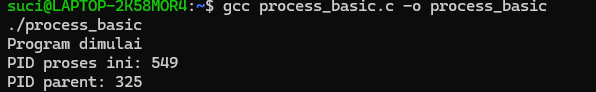 suci@LAPTOP-2K58MOR4:~$ gcc process_basic.c -o process_basic
./process_basic
Program dimulai
PID proses ini: 549
PID parent: 325